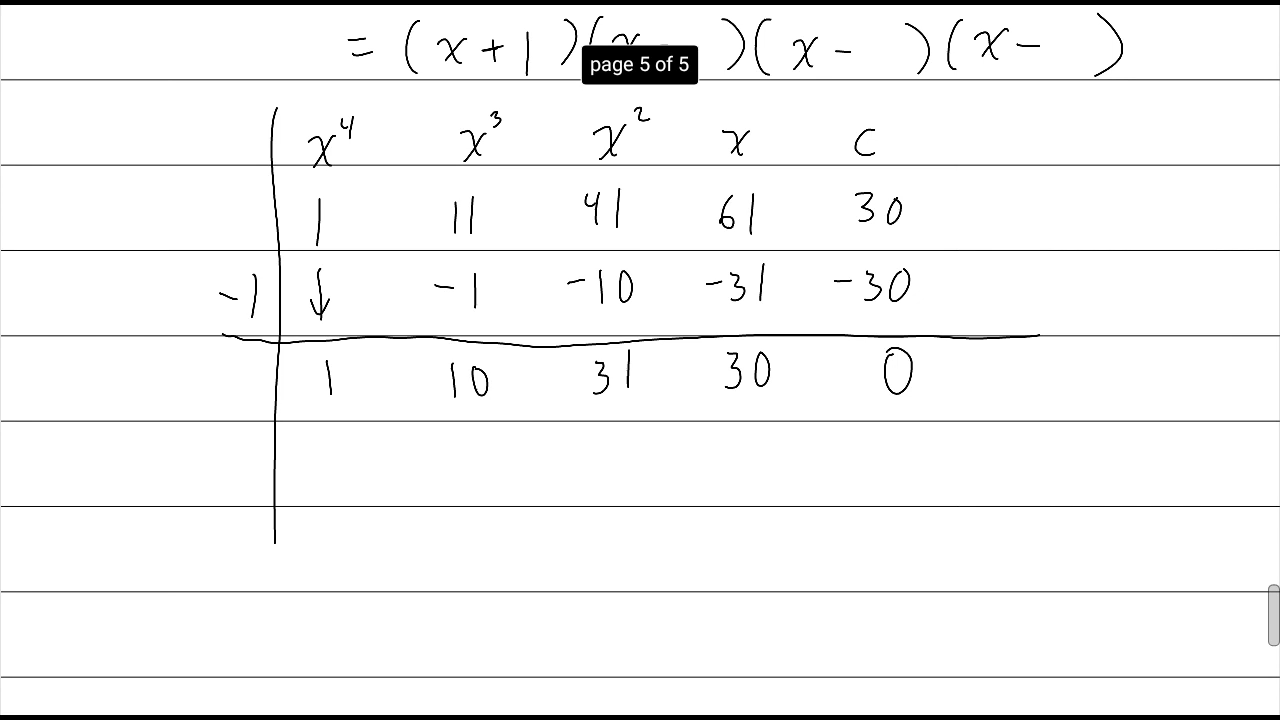 = (x+1)(x- )(x- )(x- )
page 5 of 5
x⁴ x³ x² x c
1 11 41 61 30
-1 ↓ -1 -10 -31 -30
1 10 31 30 0